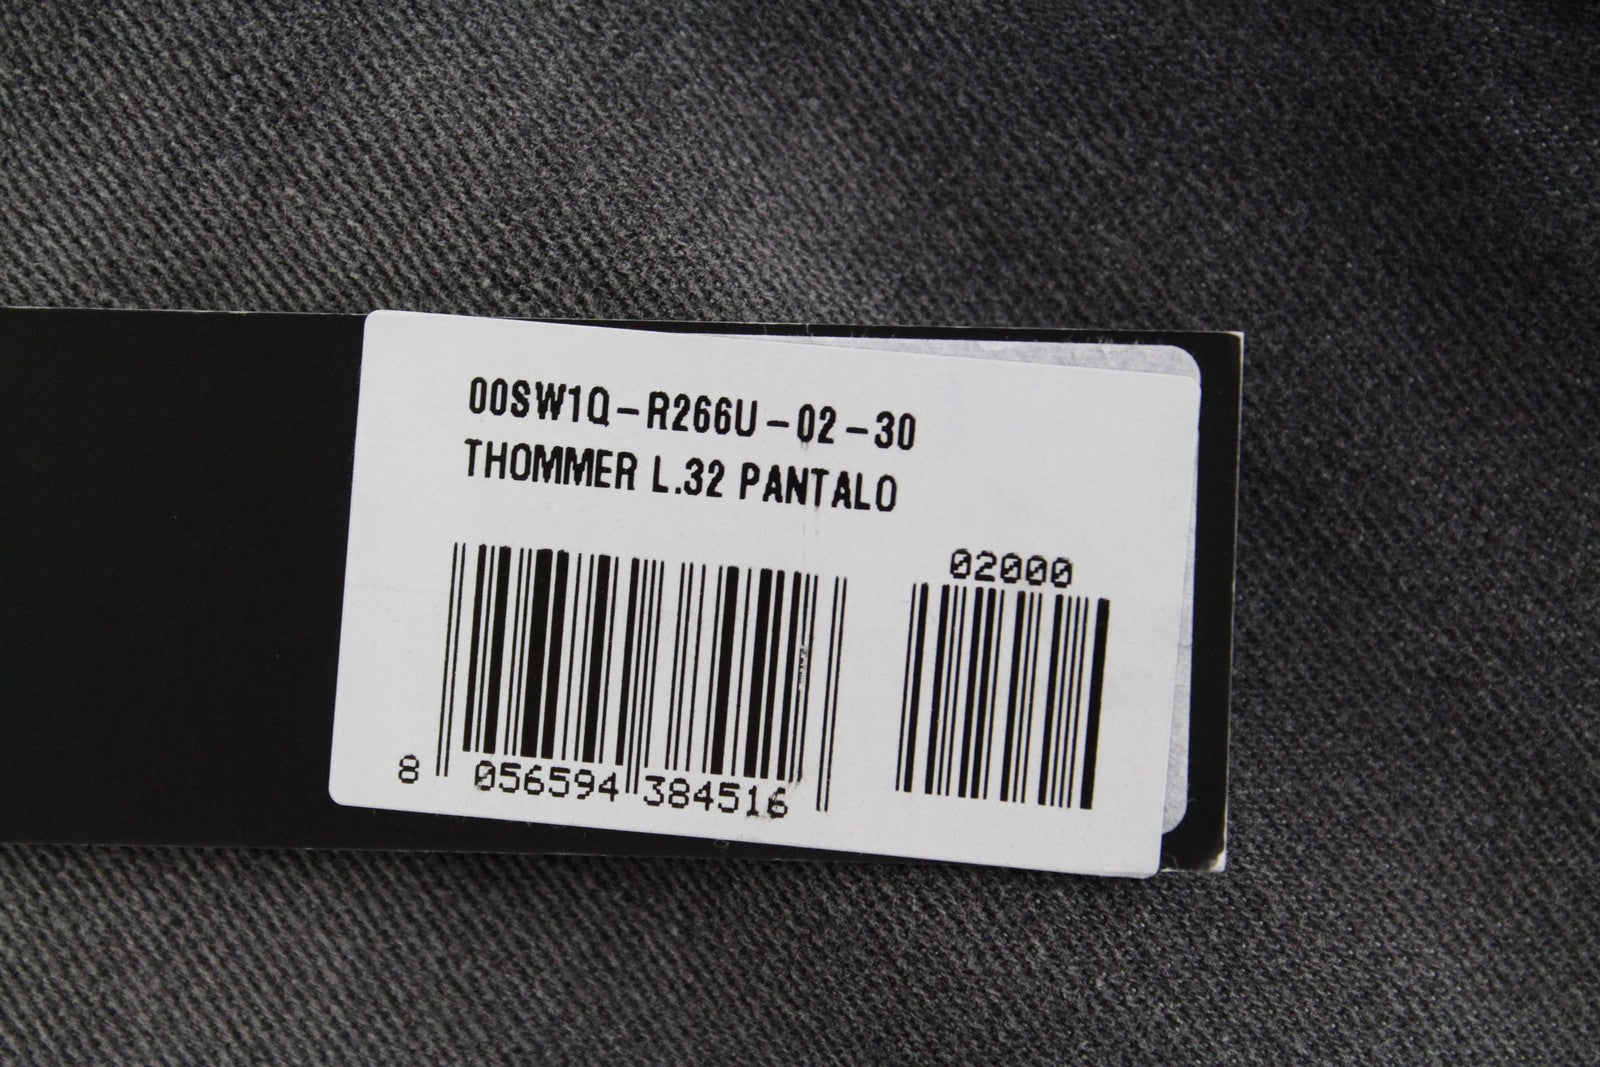 00SW1Q-R266U-02-30
THOMMER L.32 PANTALO
02000
8 056594 384516